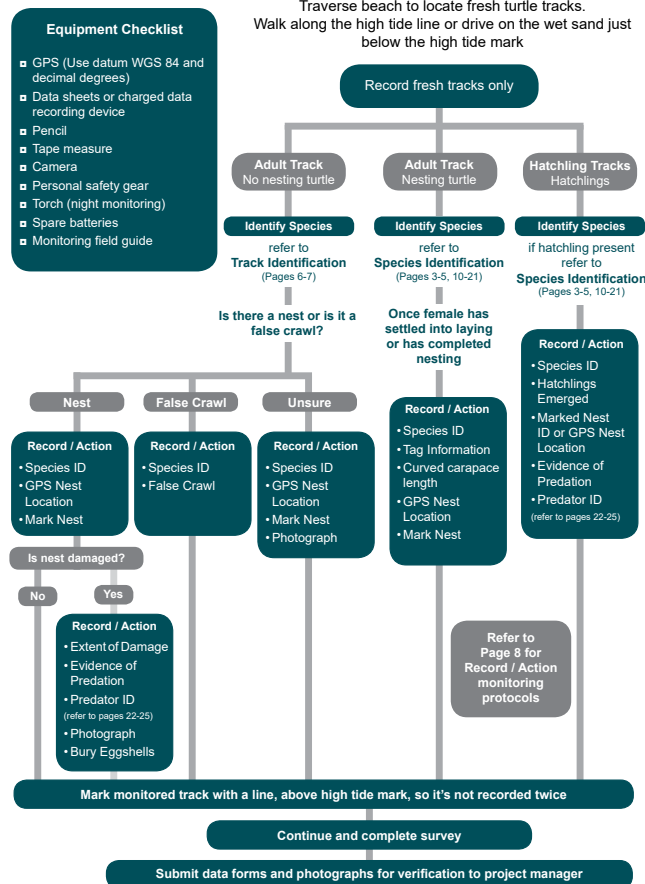 Traverse beach to locate fresh turtle tracks.
Walk along the high tide line or drive on the wet sand just
below the high tide mark
Equipment Checklist
GPS (Use datum WGS 84 and
decimal degrees)
Data sheets or charged data
recording device
Pencil
Tape measure
Camera
Personal safety gear
Torch (night monitoring)
Spare batteries
Monitoring field guide
Record fresh tracks only
Adult Track
No nesting turtle
Identify Species
refer to
Track Identification
(Pages 6-7)
Is there a nest or is it a
false crawl?
Adult Track
Nesting turtle
Identify Species
refer to
Species Identification
(Pages 3-5, 10-21)
Once female has
settled into laying
or has completed
nesting
Hatchling Tracks
Hatchlings
Identify Species
if hatchling present
refer to
Species Identification
(Pages 3-5, 10-21)
Nest
Record / Action
• Species ID
• GPS Nest
Location
• Mark Nest
False Crawl
Record / Action
• Species ID
• False Crawl
Unsure
Record / Action
• Species ID
• GPS Nest
Location
• Mark Nest
• Photograph
Record / Action
• Species ID
• Tag Information
• Curved carapace
length
• GPS Nest
Location
• Mark Nest
Record / Action
• Species ID
• Hatchlings
Emerged
• Marked Nest
ID or GPS Nest
Location
• Evidence of
Predation
• Predator ID
(refer to pages 22-25)
Is nest damaged?
No
Yes
Record / Action
• Extent of Damage
• Evidence of
Predation
• Predator ID
(refer to pages 22-25)
• Photograph
• Bury Eggshells
Refer to
Page 8 for
Record / Action
monitoring
protocols
Mark monitored track with a line, above high tide mark, so it's not recorded twice
Continue and complete survey
Submit data forms and photographs for verification to project manager